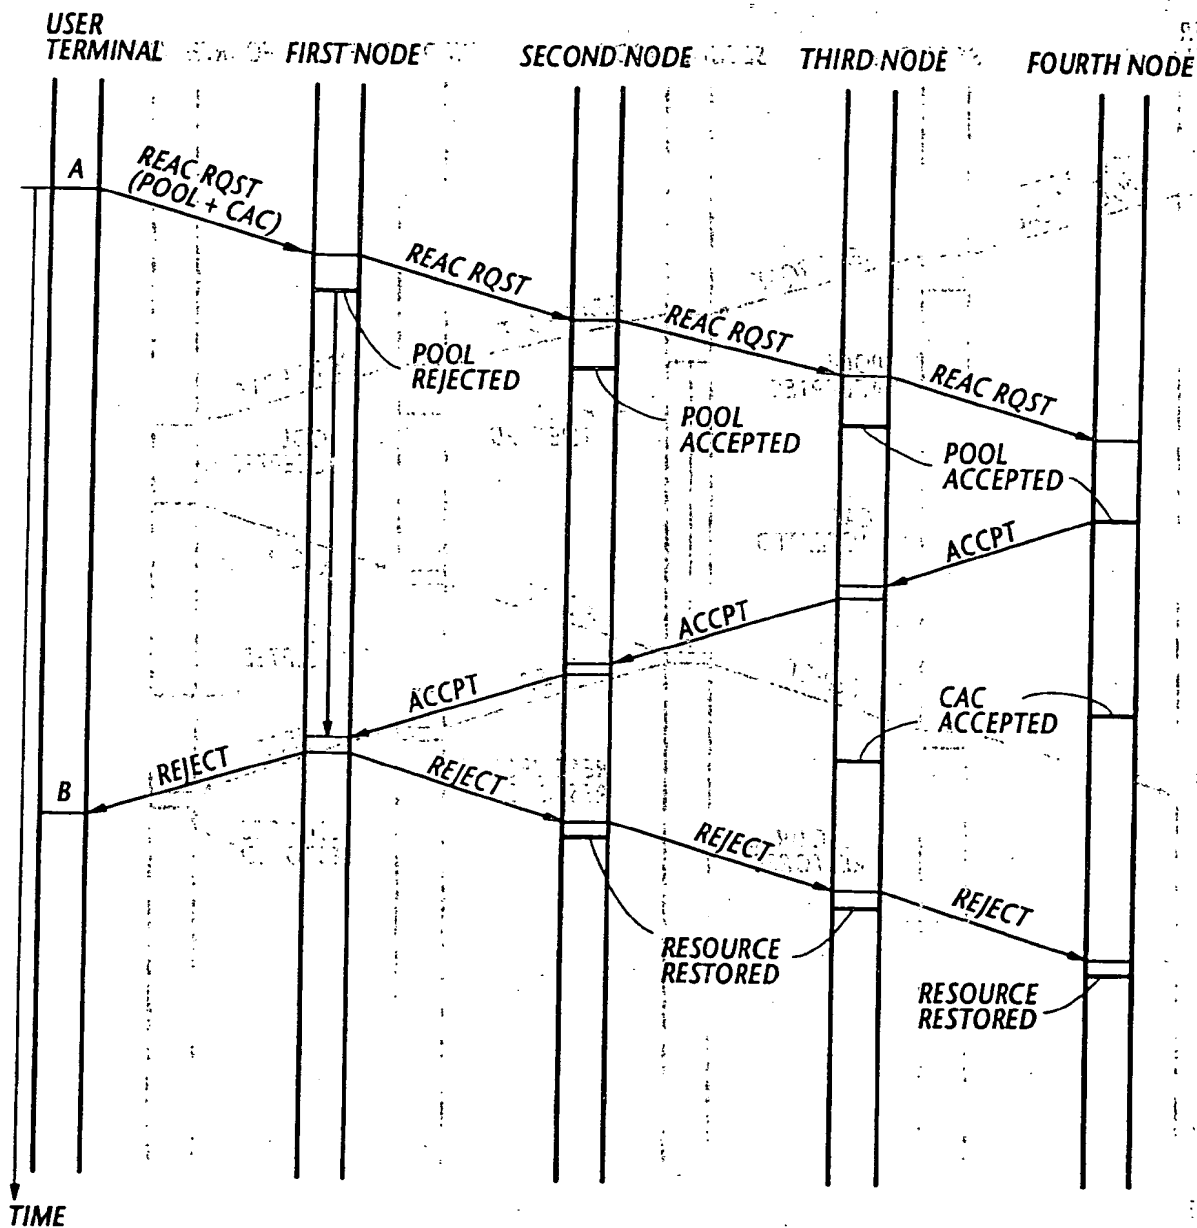 USER
TERMINAL
FIRST NODE
SECOND NODE
THIRD NODE
FOURTH NODE
A
REAC RQST
(POOL + CAC)
REAC RQST
REAC RQST
REAC RQST
POOL
REJECTED
POOL
ACCEPTED
POOL
ACCEPTED
ACCPT
ACCPT
ACCPT
CAC
ACCEPTED
B
REJECT
REJECT
REJECT
REJECT
RESOURCE
RESTORED
RESOURCE
RESTORED
TIME